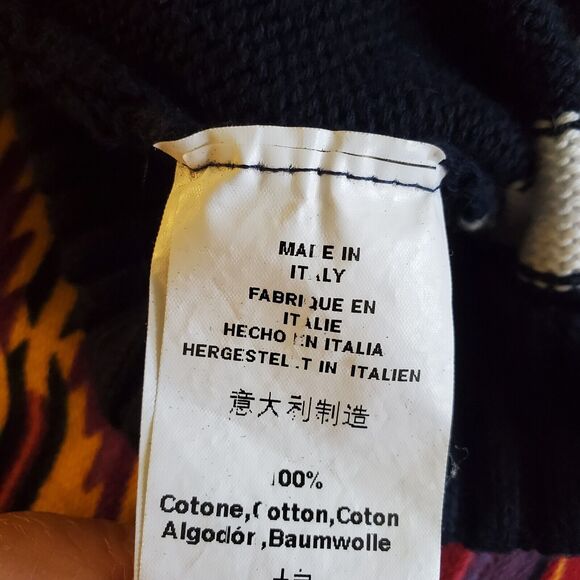 MADE IN
ITALY
FABRIQUE EN
ITALIE
HECHO EN ITALIA
HERGESTELLT IN ITALIEN
意大利制造
100%
Cotone,Cotton,Coton
Algodón,Baumwolle